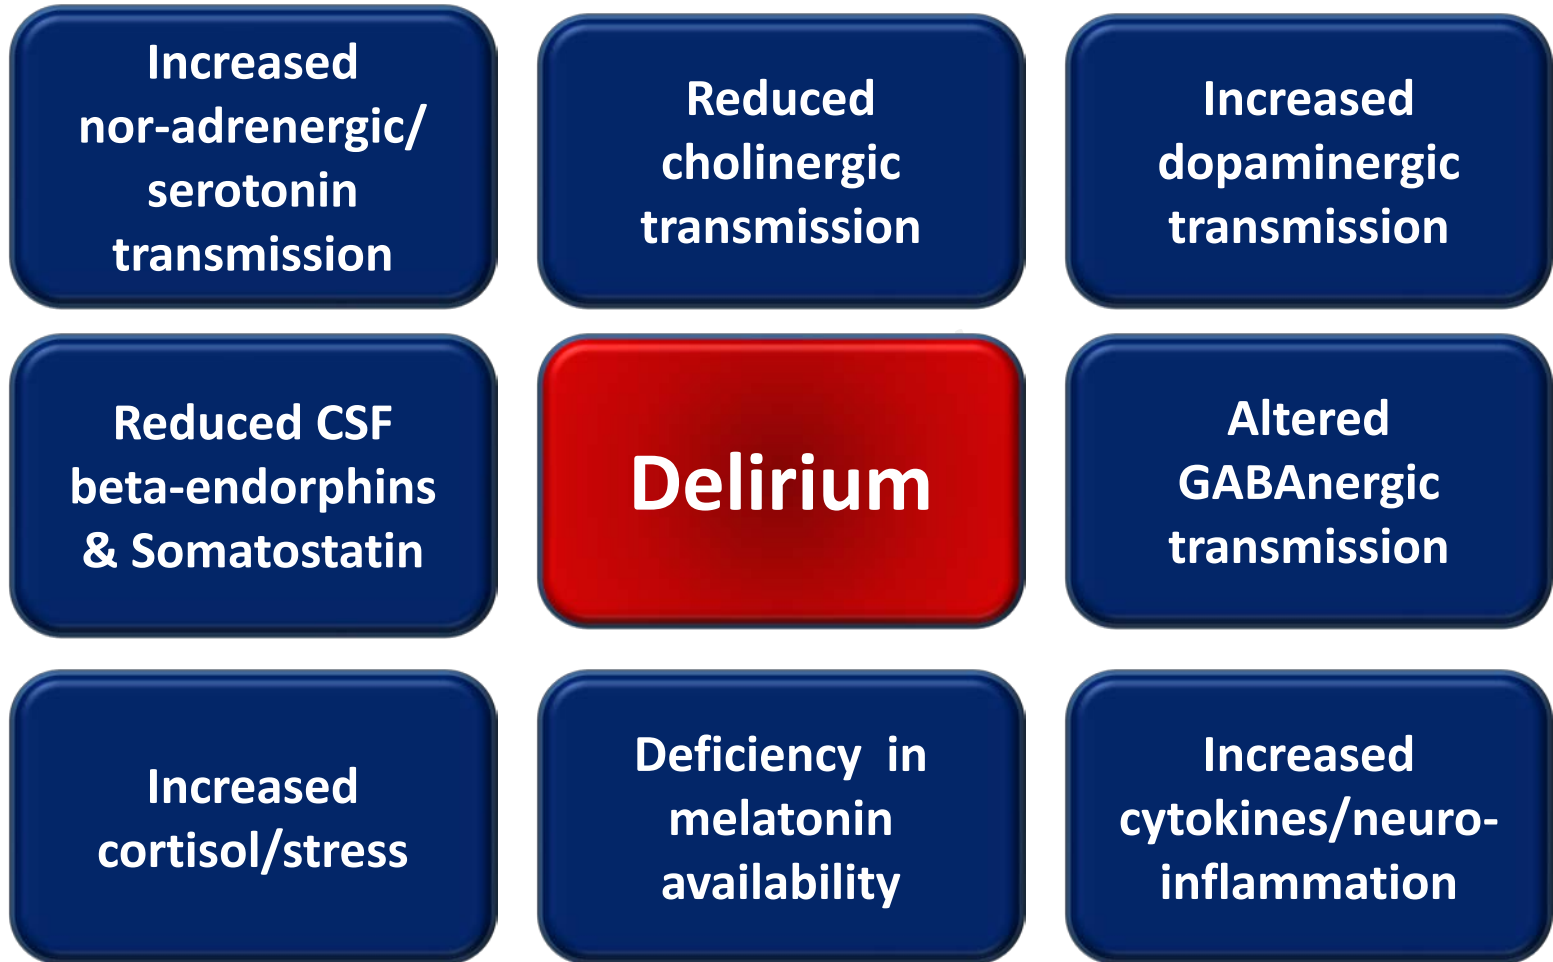 Increased
nor-adrenergic/
serotonin
transmission
Reduced
cholinergic
transmission
Increased
dopaminergic
transmission
Reduced CSF
beta-endorphins
& Somatostatin
Delirium
Altered
GABAnergic
transmission
Increased
cortisol/stress
Deficiency  in
melatonin
availability
Increased
cytokines/neuro-
inflammation